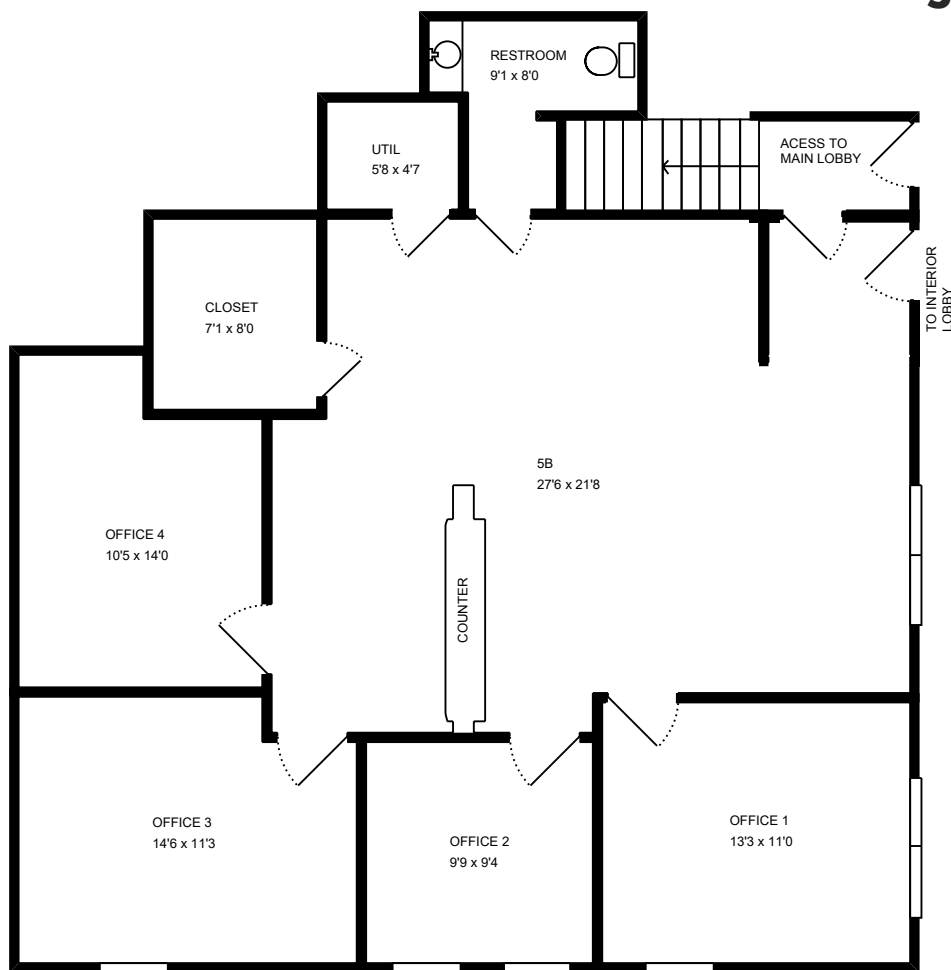 RESTROOM
9'1 x 8'0
UTIL
5'8 x 4'7
ACESS TO
MAIN LOBBY
CLOSET
7'1 x 8'0
TO INTERIOR
LOBBY
5B
27'6 x 21'8
OFFICE 4
10'5 x 14'0
COUNTER
OFFICE 3
14'6 x 11'3
OFFICE 2
9'9 x 9'4
OFFICE 1
13'3 x 11'0